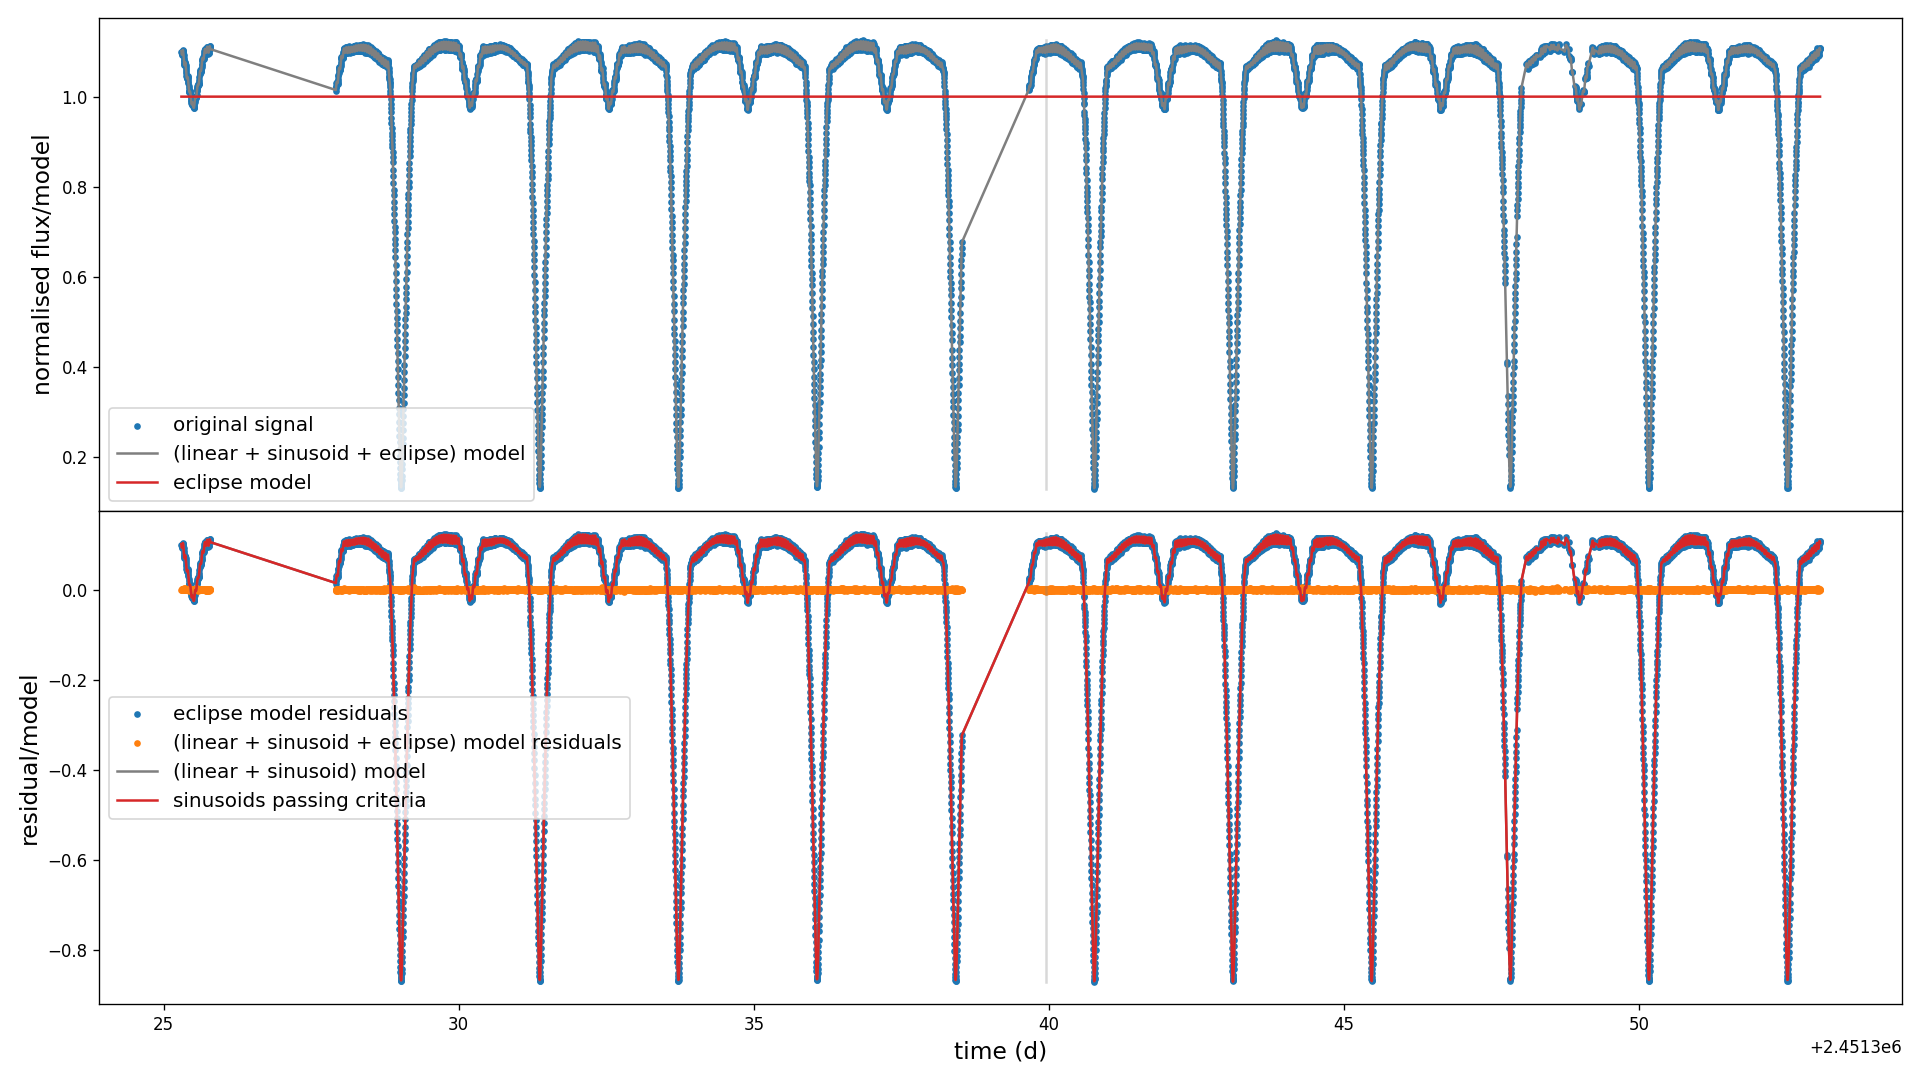 normalised flux/model
1.0
0.8
0.6
0.4
0.2
original signal
(linear + sinusoid + eclipse) model
eclipse model
residual/model
0.0
−0.2
−0.4
−0.6
−0.8
eclipse model residuals
(linear + sinusoid + eclipse) model residuals
(linear + sinusoid) model
sinusoids passing criteria
25 30 35 40 45 50
time (d)
+2.4513e6